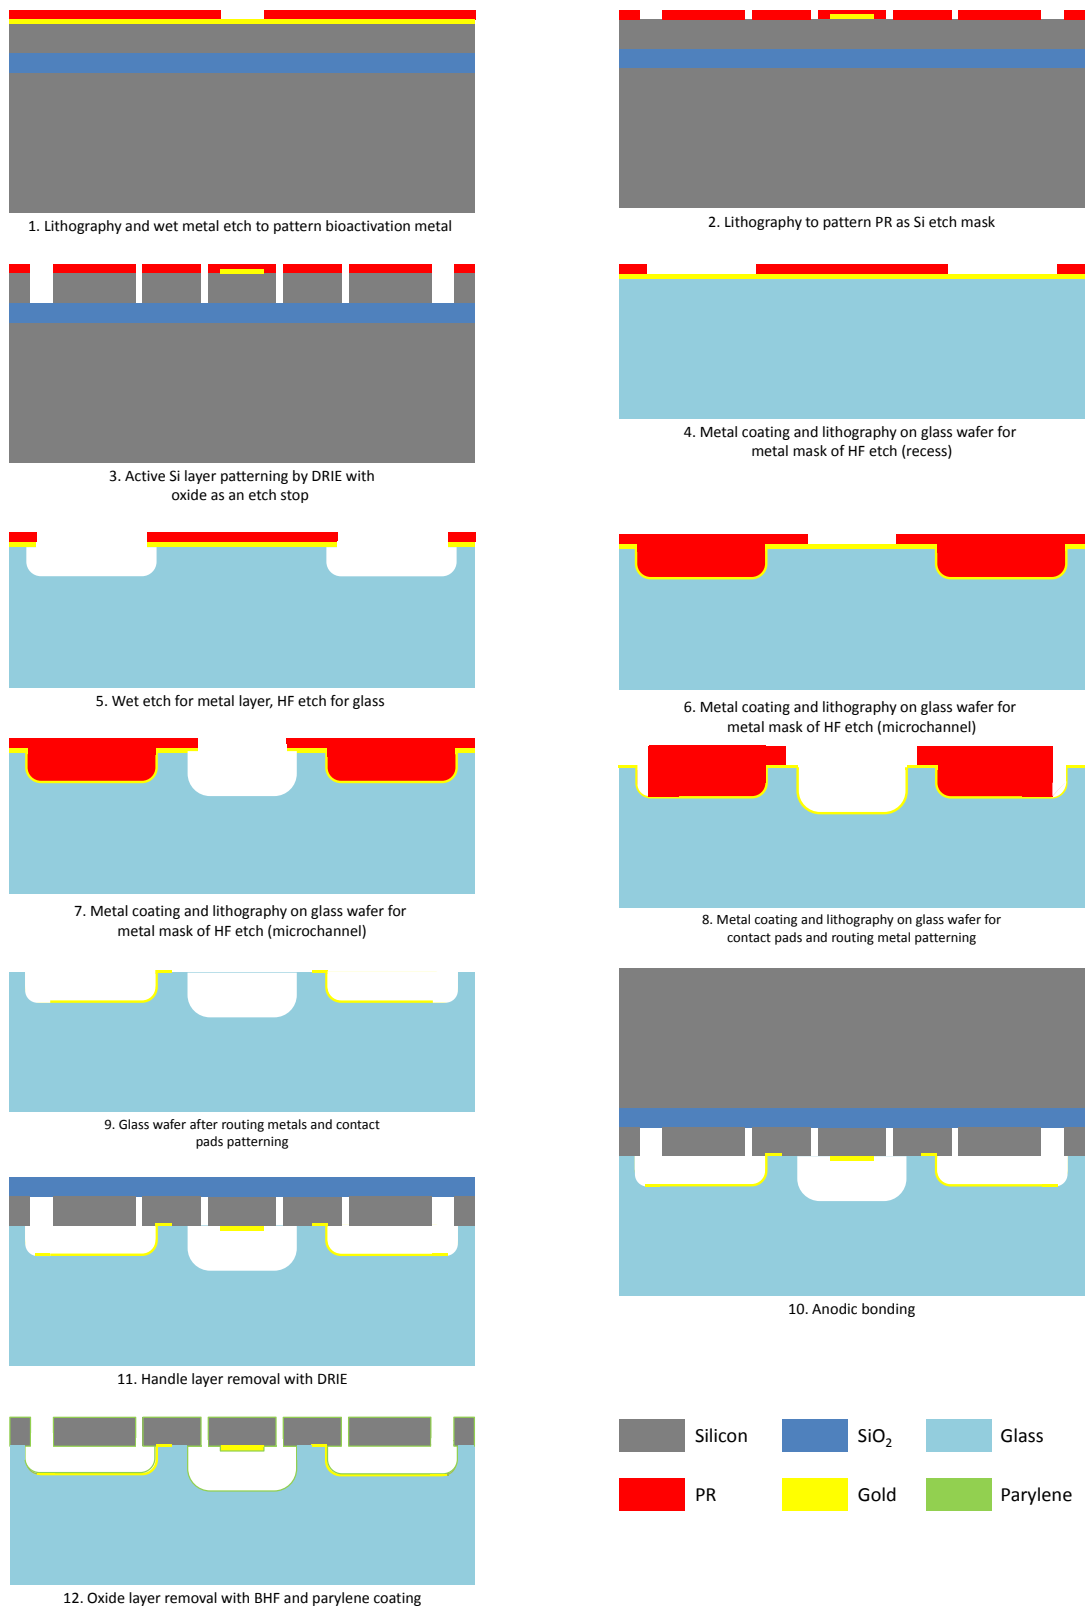 1. Lithography and wet metal etch to pattern bioactivation metal
2. Lithography to pattern PR as Si etch mask
3. Active Si layer patterning by DRIE with
oxide as an etch stop
4. Metal coating and lithography on glass wafer for
metal mask of HF etch (recess)
5. Wet etch for metal layer, HF etch for glass
6. Metal coating and lithography on glass wafer for
metal mask of HF etch (microchannel)
7. Metal coating and lithography on glass wafer for
metal mask of HF etch (microchannel)
8. Metal coating and lithography on glass wafer for
contact pads and routing metal patterning
9. Glass wafer after routing metals and contact
pads patterning
10. Anodic bonding
11. Handle layer removal with DRIE
12. Oxide layer removal with BHF and parylene coating
Silicon
SiO₂
Glass
PR
Gold
Parylene